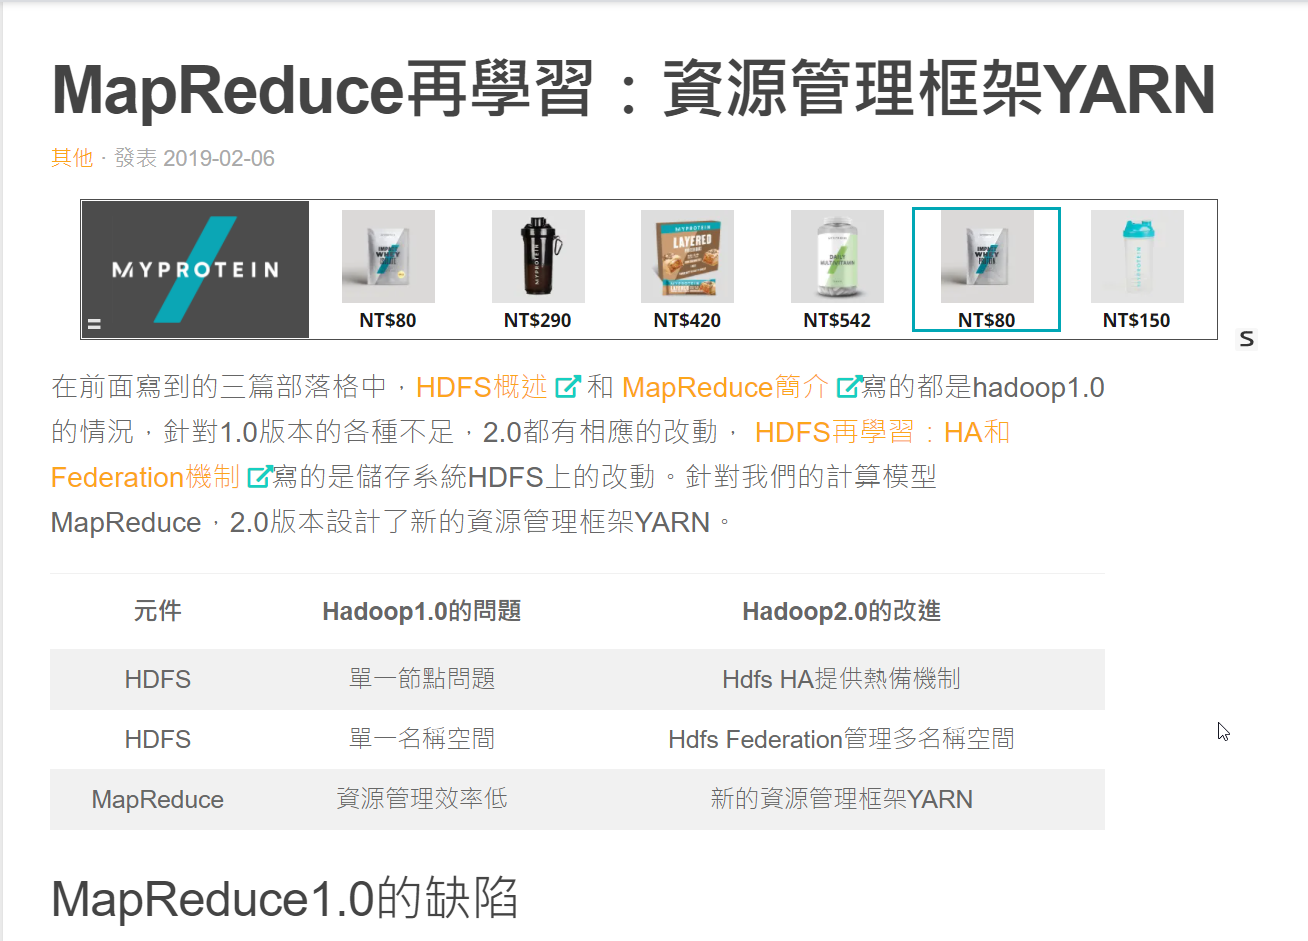 MapReduce再學習：資源管理框架YARN
其他 · 發表 2019-02-06
MYPROTEIN
NT$80
NT$290
MYPROTEIN
LAYERED
NT$420
DAILY
MULTIVITAMIN
NT$542
IMPACT
WHEY
PROTEIN
NT$80
NT$150
S
在前面寫到的三篇部落格中，HDFS概述 和 MapReduce簡介 寫的都是hadoop1.0
的情況，針對1.0版本的各種不足，2.0都有相應的改動， HDFS再學習：HA和
Federation機制 寫的是儲存系統HDFS上的改動。針對我們的計算模型
MapReduce，2.0版本設計了新的資源管理框架YARN。
元件 Hadoop1.0的問題 Hadoop2.0的改進
HDFS 單一節點問題 Hdfs HA提供熱備機制
HDFS 單一名稱空間 Hdfs Federation管理多名稱空間
MapReduce 資源管理效率低 新的資源管理框架YARN
MapReduce1.0的缺陷